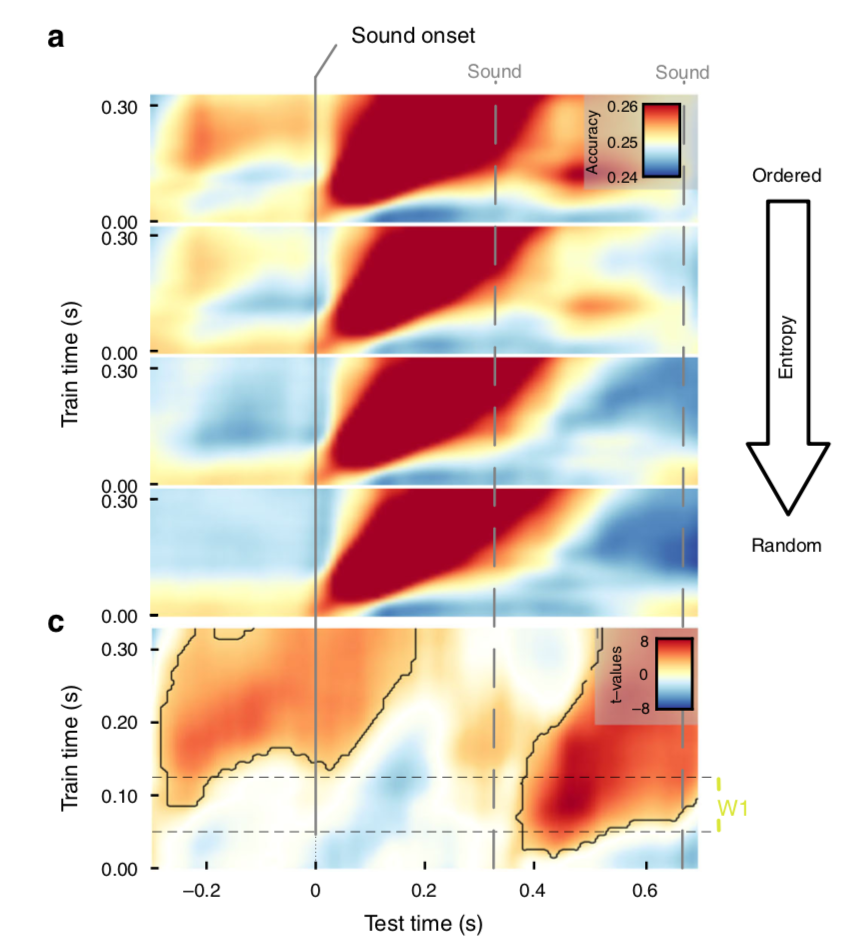 a
Sound onset
Sound
Sound
0.30
0.00
0.30
0.00
0.30
0.00
0.30
0.00
Train time (s)
Accuracy
0.26
0.25
0.24
Ordered
Entropy
Random
c
0.30
0.20
0.10
0.00
Train time (s)
t–values
8
0
−8
W1
−0.2
0
0.2
0.4
0.6
Test time (s)